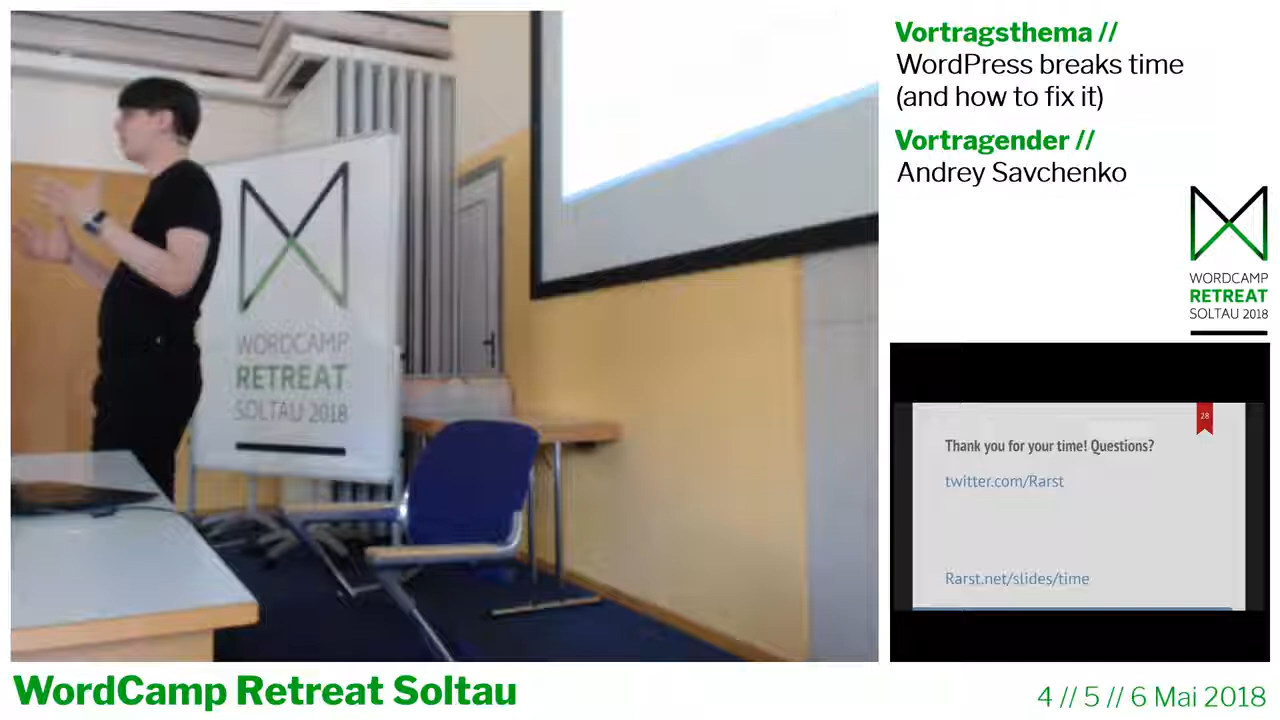 WORDCAMP
RETREAT
SOLTAU 2018
Vortragsthema //
WordPress breaks time
(and how to fix it)
Vortragender //
Andrey Savchenko
WORDCAMP
RETREAT
SOLTAU 2018
28
Thank you for your time! Questions?
twitter.com/Rarst
Rarst.net/slides/time
WordCamp Retreat Soltau
4 // 5 // 6 Mai 2018